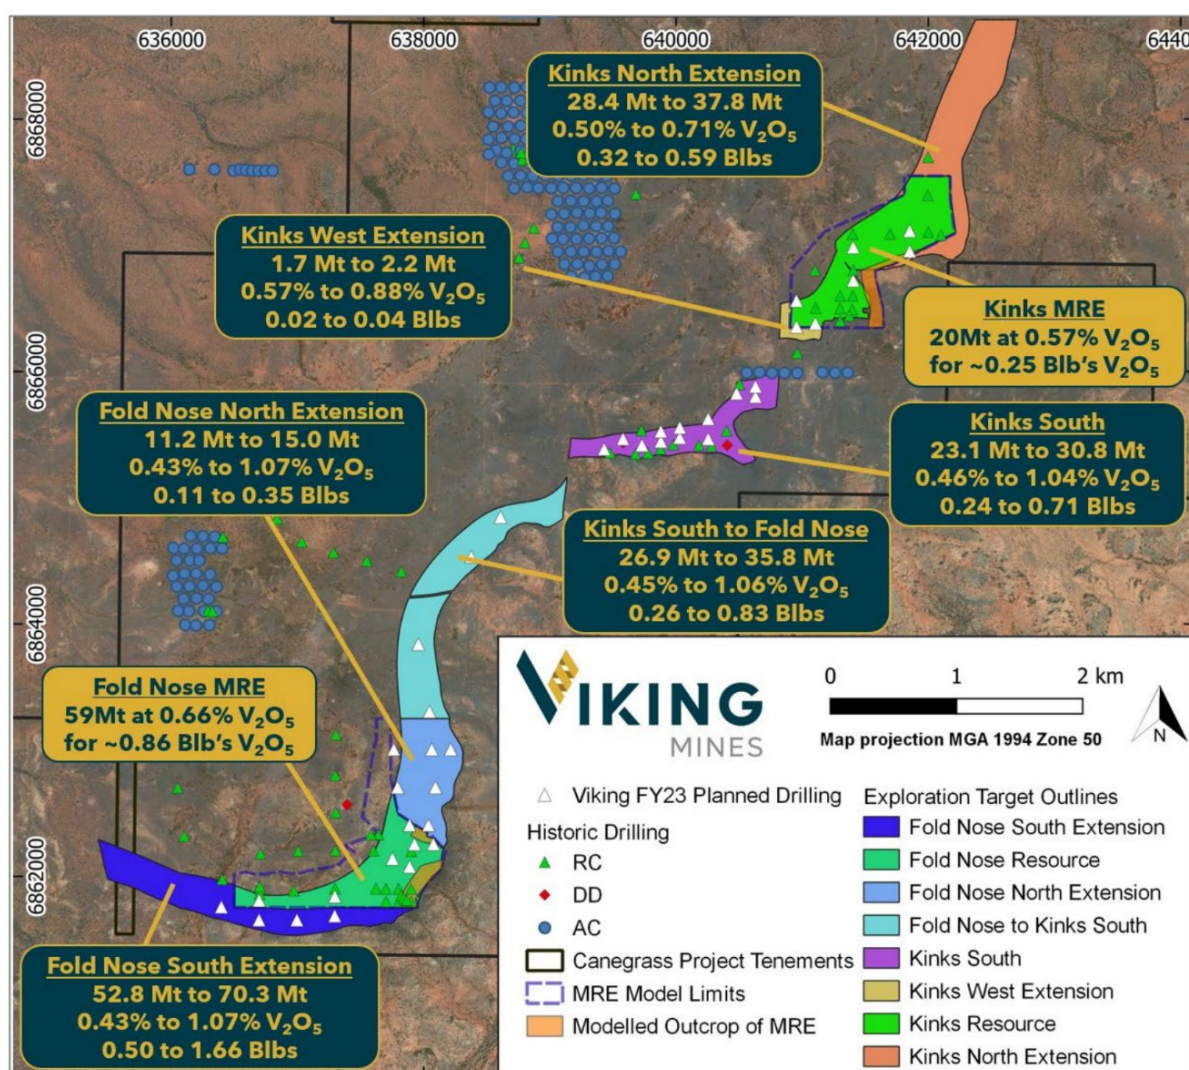 636000
638000
640000
642000
6440
6868000
6866000
6864000
6862000
Kinks North Extension
28.4 Mt to 37.8 Mt
0.50% to 0.71% V₂O₅
0.32 to 0.59 Blbs
Kinks West Extension
1.7 Mt to 2.2 Mt
0.57% to 0.88% V₂O₅
0.02 to 0.04 Blbs
Kinks MRE
20Mt at 0.57% V₂O₅
for ~0.25 Blb's V₂O₅
Fold Nose North Extension
11.2 Mt to 15.0 Mt
0.43% to 1.07% V₂O₅
0.11 to 0.35 Blbs
Kinks South
23.1 Mt to 30.8 Mt
0.46% to 1.04% V₂O₅
0.24 to 0.71 Blbs
Kinks South to Fold Nose
26.9 Mt to 35.8 Mt
0.45% to 1.06% V₂O₅
0.26 to 0.83 Blbs
Fold Nose MRE
59Mt at 0.66% V₂O₅
for ~0.86 Blb's V₂O₅
Fold Nose South Extension
52.8 Mt to 70.3 Mt
0.43% to 1.07% V₂O₅
0.50 to 1.66 Blbs
VIKING
MINES
0 1 2 km
Map projection MGA 1994 Zone 50
N
Viking FY23 Planned Drilling
Historic Drilling
RC
DD
AC
Canegrass Project Tenements
MRE Model Limits
Modelled Outcrop of MRE
Exploration Target Outlines
Fold Nose South Extension
Fold Nose Resource
Fold Nose North Extension
Fold Nose to Kinks South
Kinks South
Kinks West Extension
Kinks Resource
Kinks North Extension